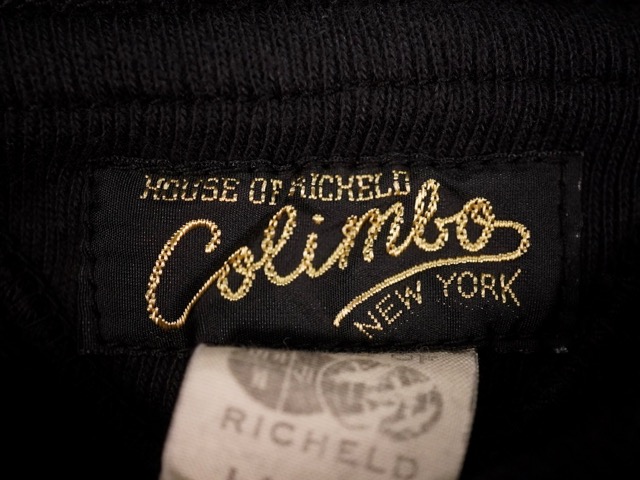 HOUSE OF RICHELD
Colimbo
NEW YORK
RICHELD